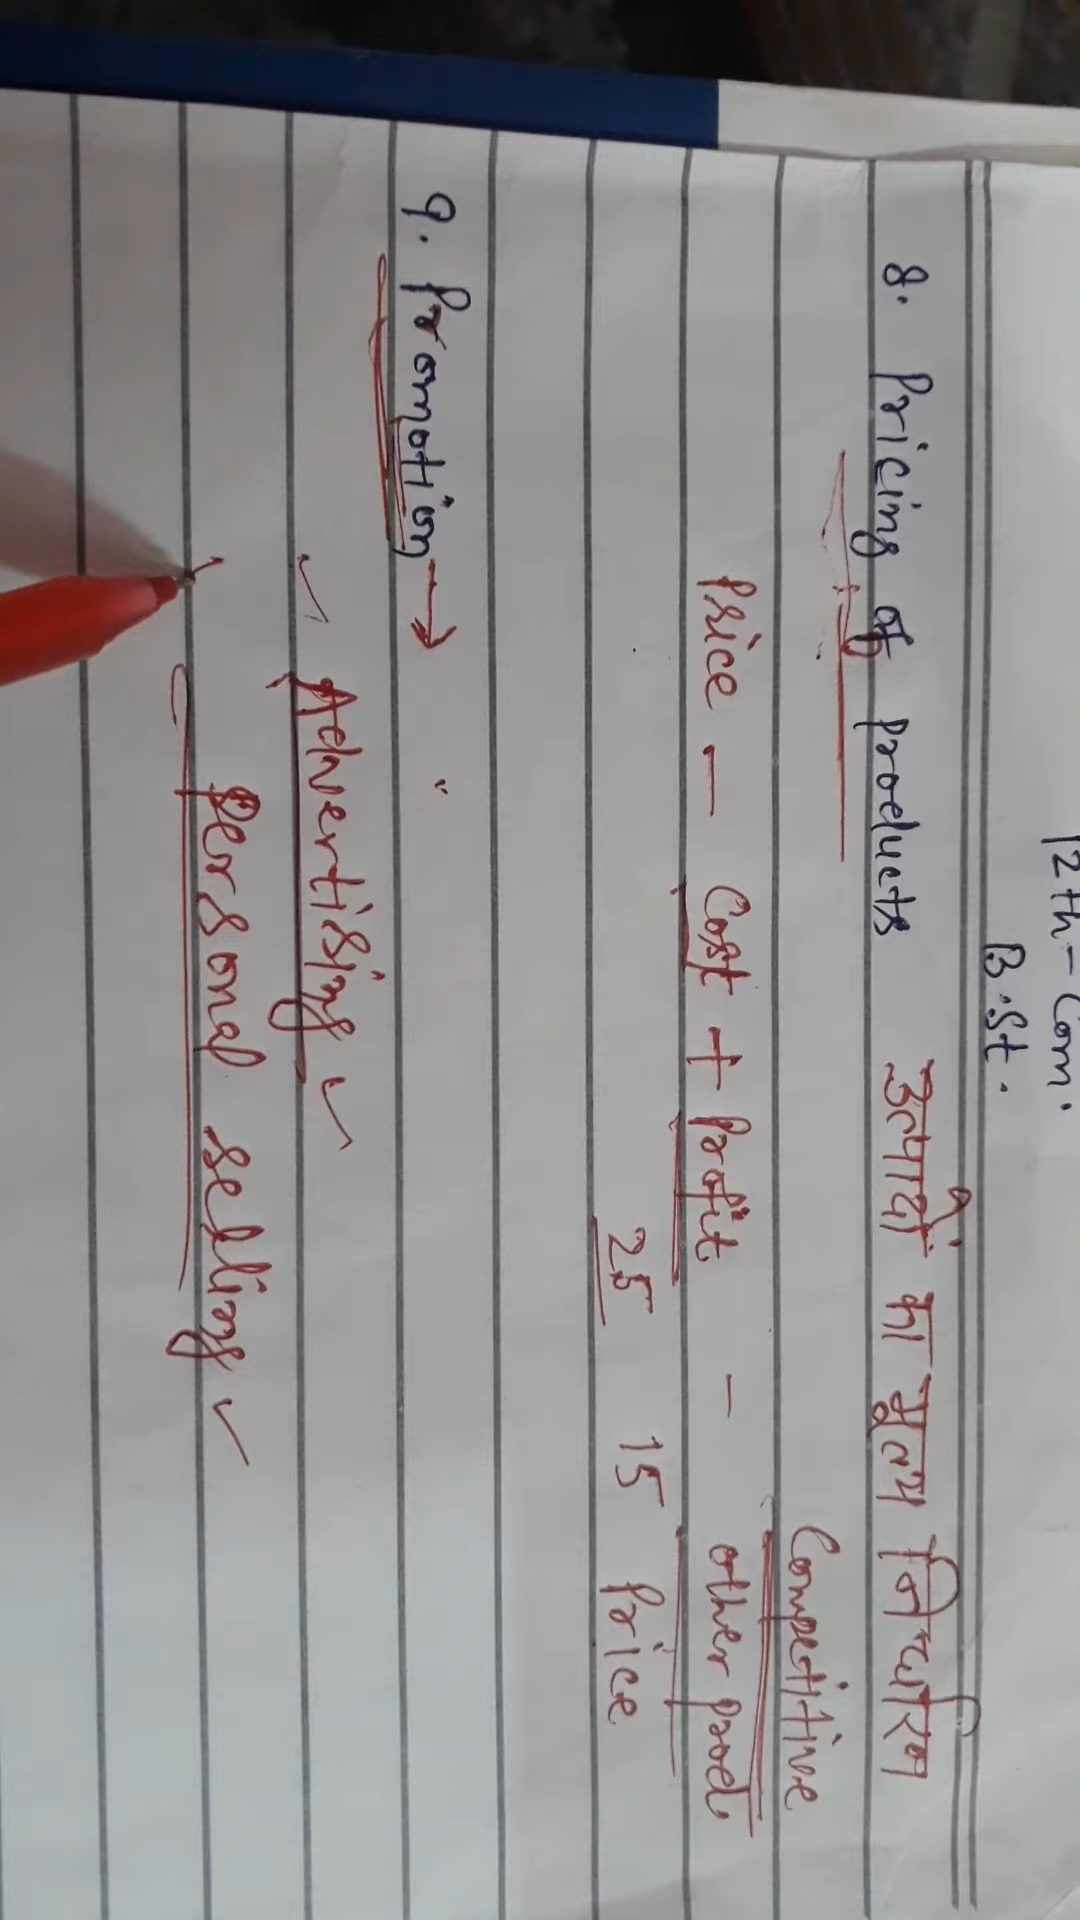 12th - Com.
B.St.
8. Pricing of products उत्पादों का मूल्य निर्धारण
Competitive
Price - Cost + Profit - other prod.
25 15 Price
9. Promotion →
Advertising
Personal selling